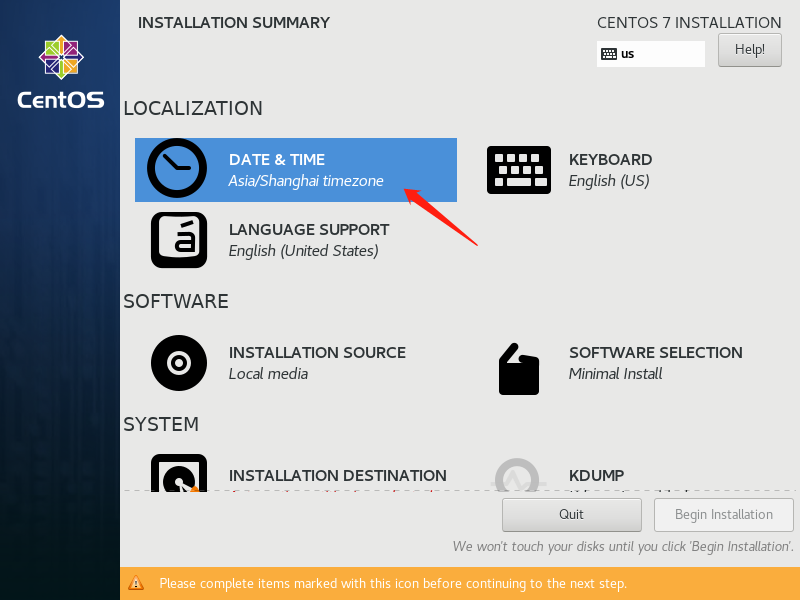 INSTALLATION SUMMARY
CENTOS 7 INSTALLATION
us
Help!
CentOS
LOCALIZATION
DATE & TIME
Asia/Shanghai timezone
KEYBOARD
English (US)
á
LANGUAGE SUPPORT
English (United States)
SOFTWARE
INSTALLATION SOURCE
Local media
SOFTWARE SELECTION
Minimal Install
SYSTEM
INSTALLATION DESTINATION
KDUMP
Quit
Begin Installation
We won't touch your disks until you click 'Begin Installation'.
Please complete items marked with this icon before continuing to the next step.